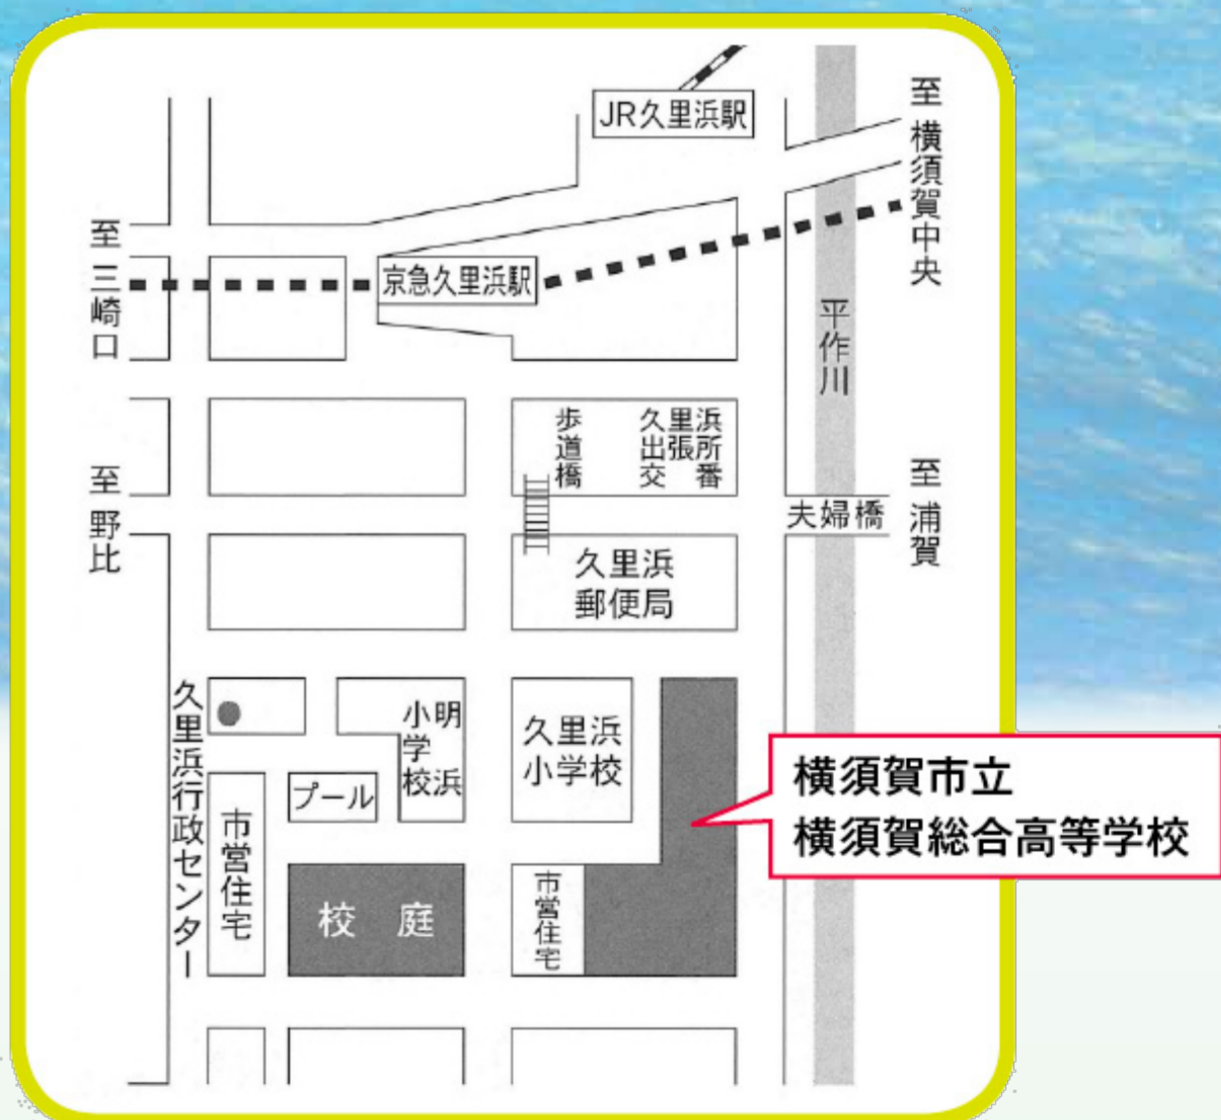 JR久里浜駅
至 横須賀中央
至 三崎口
京急久里浜駅
平作川
歩道橋
久里浜
出張所
交番
至 野比
夫婦橋
至 浦賀
久里浜
郵便局
久里浜行政センター
明浜
小学校
久里浜
小学校
プール
市営住宅
校庭
市営住宅
横須賀市立
横須賀総合高等学校